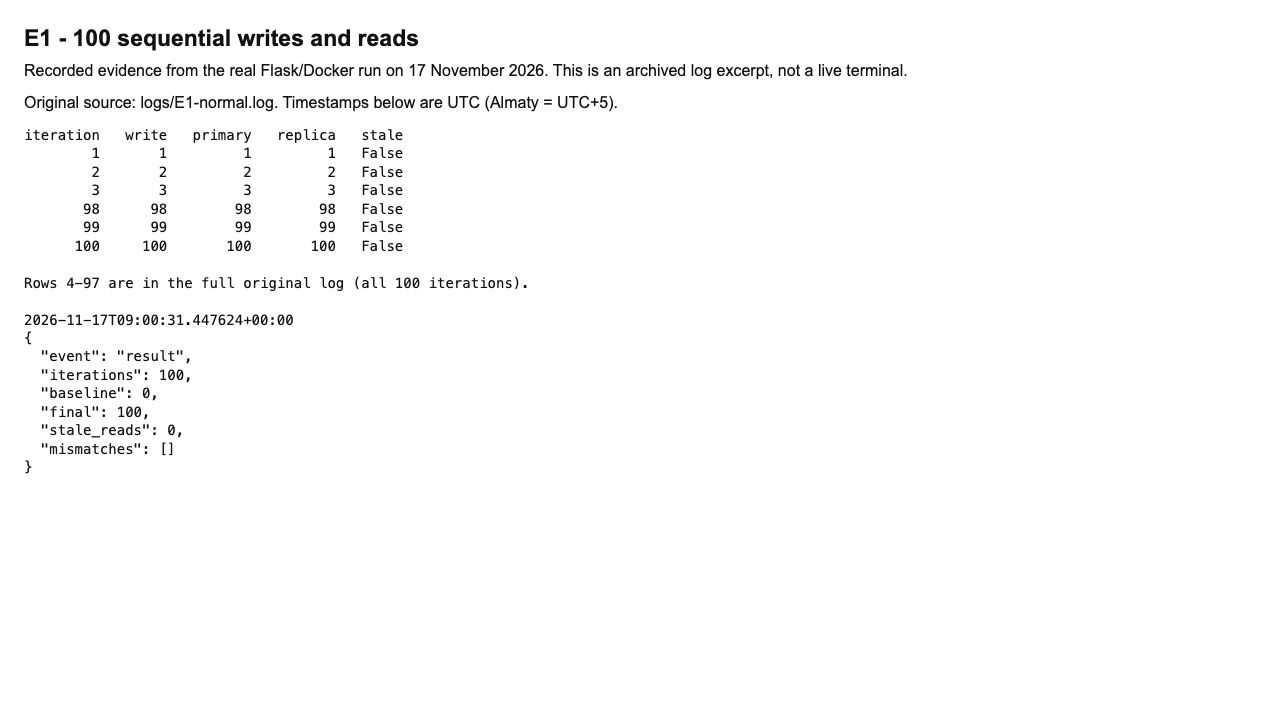 E1 - 100 sequential writes and reads
Recorded evidence from the real Flask/Docker run on 17 November 2026. This is an archived log excerpt, not a live terminal.
Original source: logs/E1-normal.log. Timestamps below are UTC (Almaty = UTC+5).
iteration   write   primary   replica   stale
        1       1         1         1   False
        2       2         2         2   False
        3       3         3         3   False
       98      98        98        98   False
       99      99        99        99   False
      100     100       100       100   False
Rows 4–97 are in the full original log (all 100 iterations).
2026–11–17T09:00:31.447624+00:00
{
  "event": "result",
  "iterations": 100,
  "baseline": 0,
  "final": 100,
  "stale_reads": 0,
  "mismatches": []
}